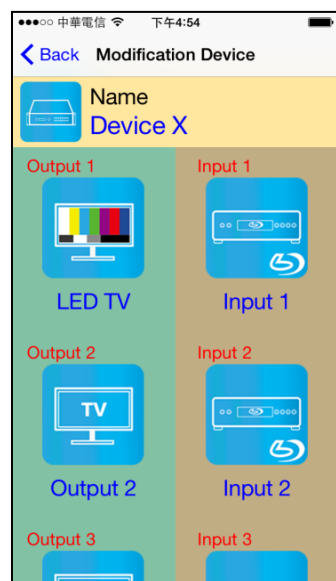 中華電信 下午4:54
Back Modification Device
Name
Device X
Output 1 Input 1
LED TV Input 1
Output 2 Input 2
TV
Output 2 Input 2
Output 3 Input 3